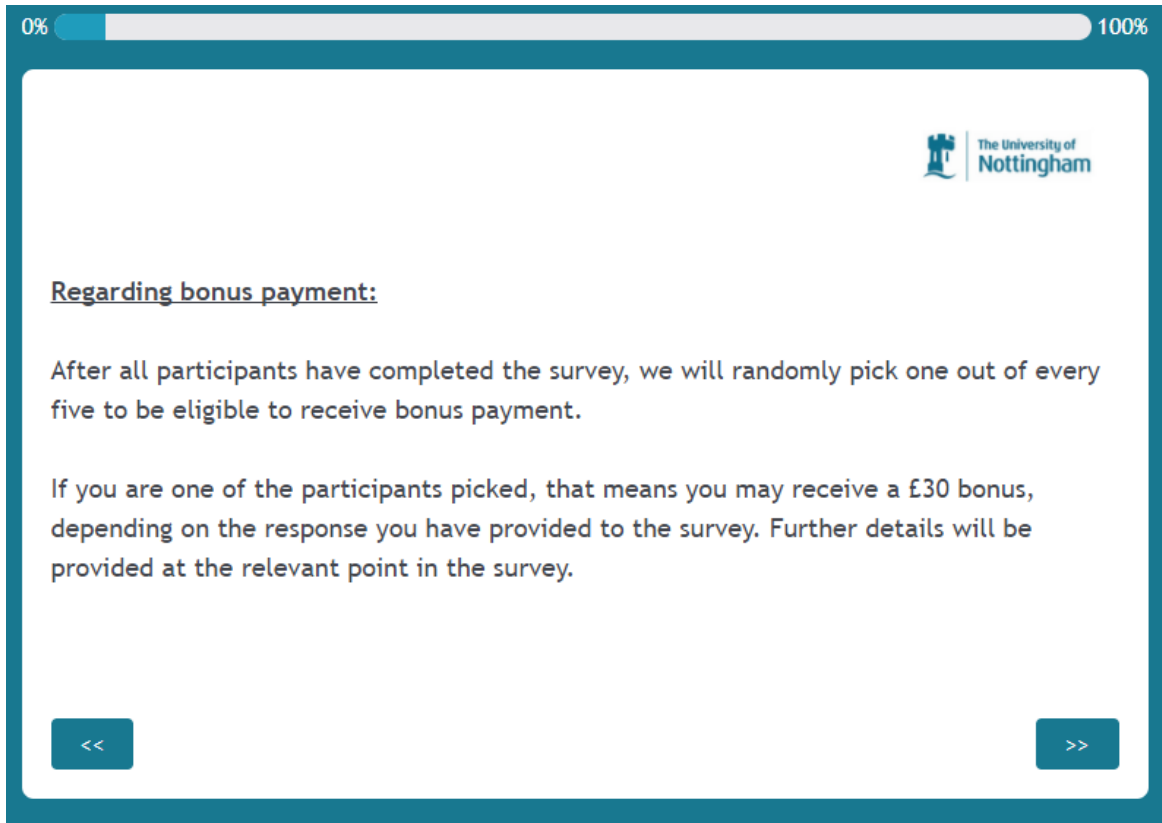 0%
100%
The University of
Nottingham
Regarding bonus payment:
After all participants have completed the survey, we will randomly pick one out of every
five to be eligible to receive bonus payment.
If you are one of the participants picked, that means you may receive a £30 bonus,
depending on the response you have provided to the survey. Further details will be
provided at the relevant point in the survey.
<<
>>